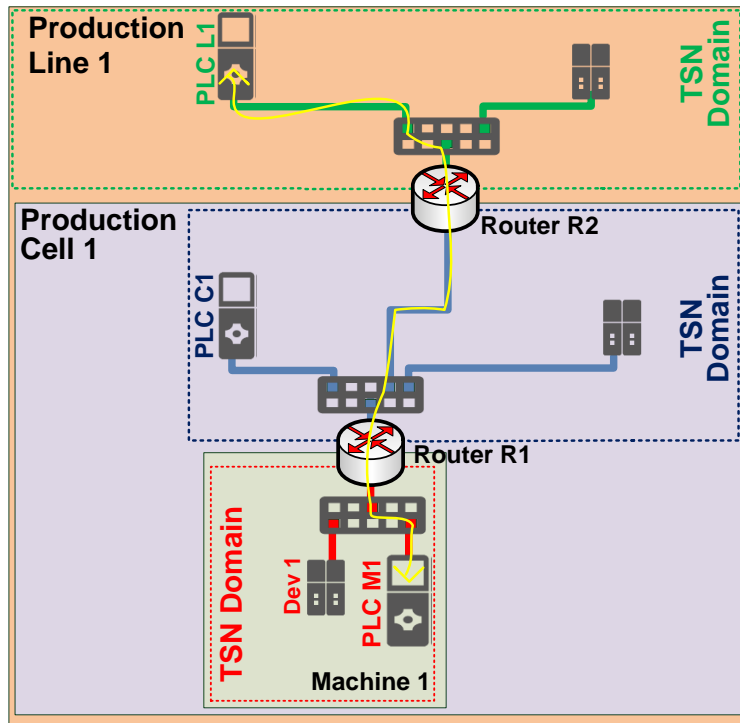 Production
Line 1
PLC L1
TSN
Domain
Router R2
Production
Cell 1
PLC C1
TSN
Domain
Router R1
TSN Domain
Dev 1
PLC M1
Machine 1